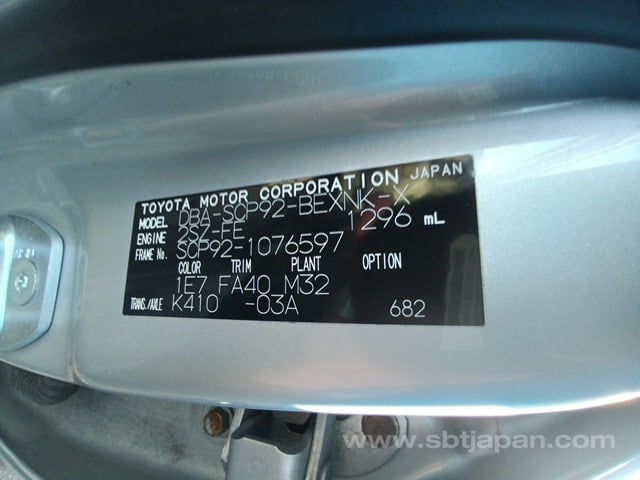 TOYOTA MOTOR CORPORATION JAPAN
MODEL DBA-SCP92-BEXNK-X
ENGINE 2SZ-FE 1296 mL
FRAME No. SCP92-1076597
COLOR TRIM PLANT OPTION
1E7 FA40 M32
TRANS./AXLE K410 -03A 682
www.sbtjapan.com